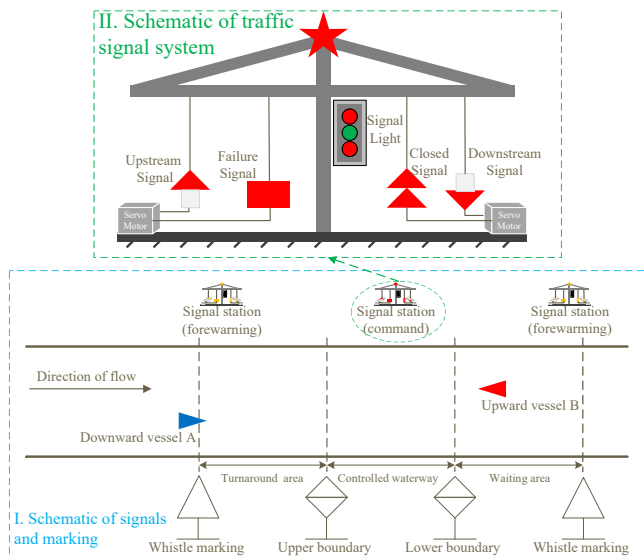 II. Schematic of traffic
signal system
Signal
Light
Upstream
Signal
Failure
Signal
Closed
Signal
Downstream
Signal
Servo
Motor
Servo
Motor
Signal station
(forewarning)
Signal station
(command)
Signal station
(forewarning)
Direction of flow
Upward vessel B
Downward vessel A
Turnaround area
Controlled waterway
Waiting area
I. Schematic of signals
and marking
Whistle marking
Upper boundary
Lower boundary
Whistle marking